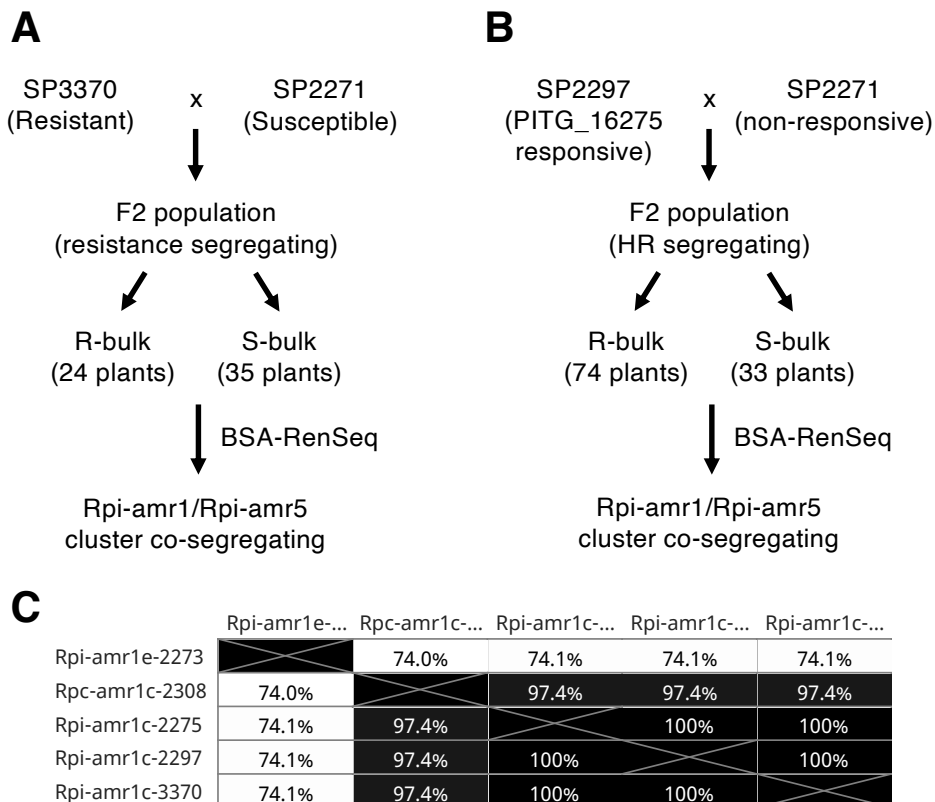 A
SP3370
(Resistant)
x
SP2271
(Susceptible)
F2 population
(resistance segregating)
R-bulk
(24 plants)
S-bulk
(35 plants)
BSA-RenSeq
Rpi-amr1/Rpi-amr5
cluster co-segregating
B
SP2297
(PITG_16275
responsive)
x
SP2271
(non-responsive)
F2 population
(HR segregating)
R-bulk
(74 plants)
S-bulk
(33 plants)
BSA-RenSeq
Rpi-amr1/Rpi-amr5
cluster co-segregating
C
Rpi-amr1e-... Rpc-amr1c-... Rpi-amr1c-... Rpi-amr1c-... Rpi-amr1c-...
Rpi-amr1e-2273 74.0% 74.1% 74.1% 74.1%
Rpc-amr1c-2308 74.0% 97.4% 97.4% 97.4%
Rpi-amr1c-2275 74.1% 97.4% 100% 100%
Rpi-amr1c-2297 74.1% 97.4% 100% 100%
Rpi-amr1c-3370 74.1% 97.4% 100% 100%